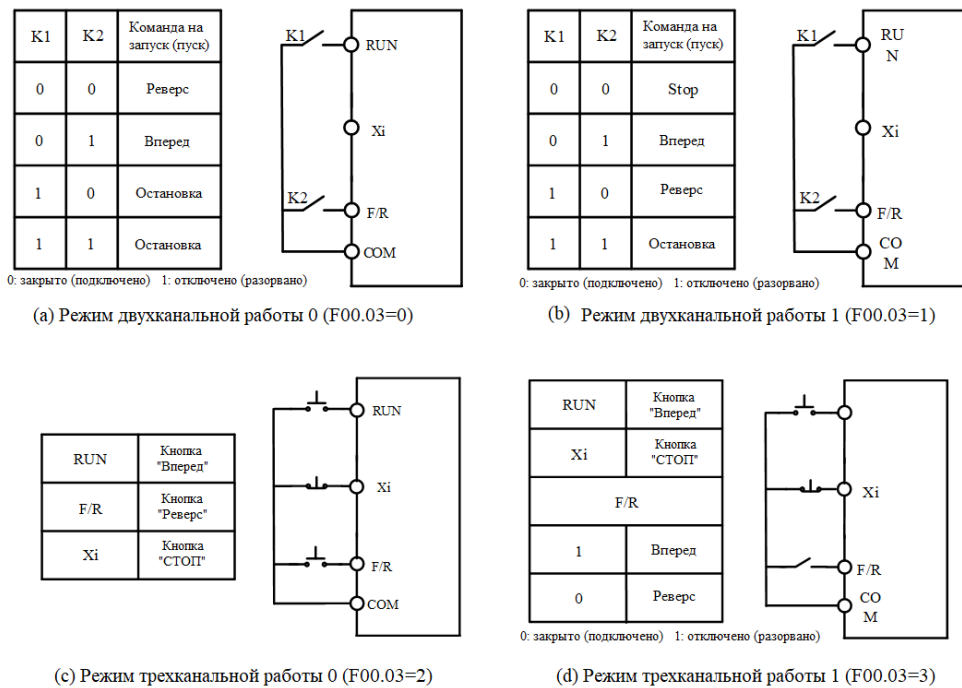 K1 K2 Команда на запуск (пуск)
0 0 Реверс
0 1 Вперед
1 0 Остановка
1 1 Остановка
0: закрыто (подключено) 1: отключено (разорвано)
K1
RUN
Xi
K2
F/R
COM
(a) Режим двухканальной работы 0 (F00.03=0)
K1 K2 Команда на запуск (пуск)
0 0 Stop
0 1 Вперед
1 0 Реверс
1 1 Остановка
0: закрыто (подключено) 1: отключено (разорвано)
K1
RU
N
Xi
K2
F/R
CO
M
(b) Режим двухканальной работы 1 (F00.03=1)
RUN Кнопка "Вперед"
F/R Кнопка "Реверс"
Xi Кнопка "СТОП"
RUN
Xi
F/R
COM
(c) Режим трехканальной работы 0 (F00.03=2)
RUN Кнопка "Вперед"
Xi Кнопка "СТОП"
F/R
1 Вперед
0 Реверс
0: закрыто (подключено) 1: отключено (разорвано)
Xi
F/R
CO
M
(d) Режим трехканальной работы 1 (F00.03=3)